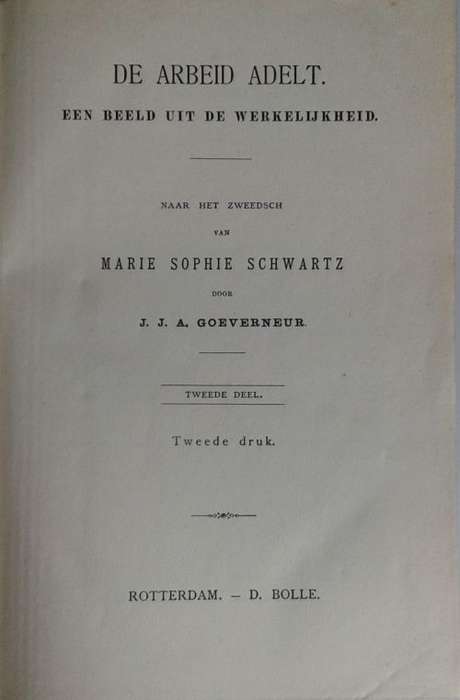 DE ARBEID ADELT.
EEN BEELD UIT DE WERKELIJKHEID.
NAAR HET ZWEEDSCH
VAN
MARIE SOPHIE SCHWARTZ
DOOR
J. J. A. GOEVERNEUR.
TWEEDE DEEL.
Tweede druk.
ROTTERDAM. – D. BOLLE.